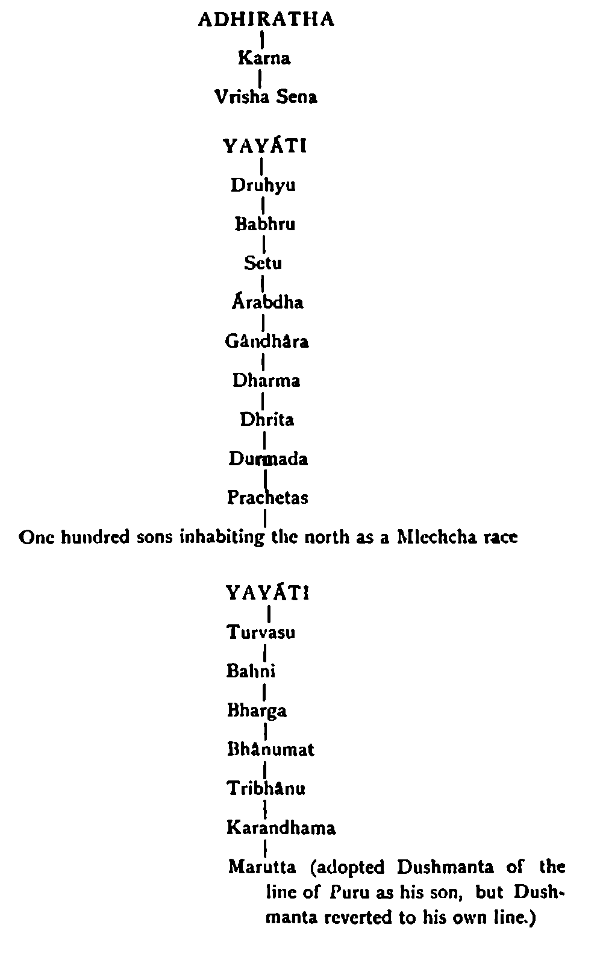 ADHIRATHA
Karna
Vrisha Sena
YAYÁTI
Druhyu
Babhru
Setu
Árabdha
Gândhâra
Dharma
Dhrita
Durmada
Prachetas
One hundred sons inhabiting the north as a Mlechcha race
YAYÁTI
Turvasu
Bahni
Bharga
Bhânumat
Tribhânu
Karandhama
Marutta (adopted Dushmanta of the
line of Puru as his son, but Dush-
manta reverted to his own line.)